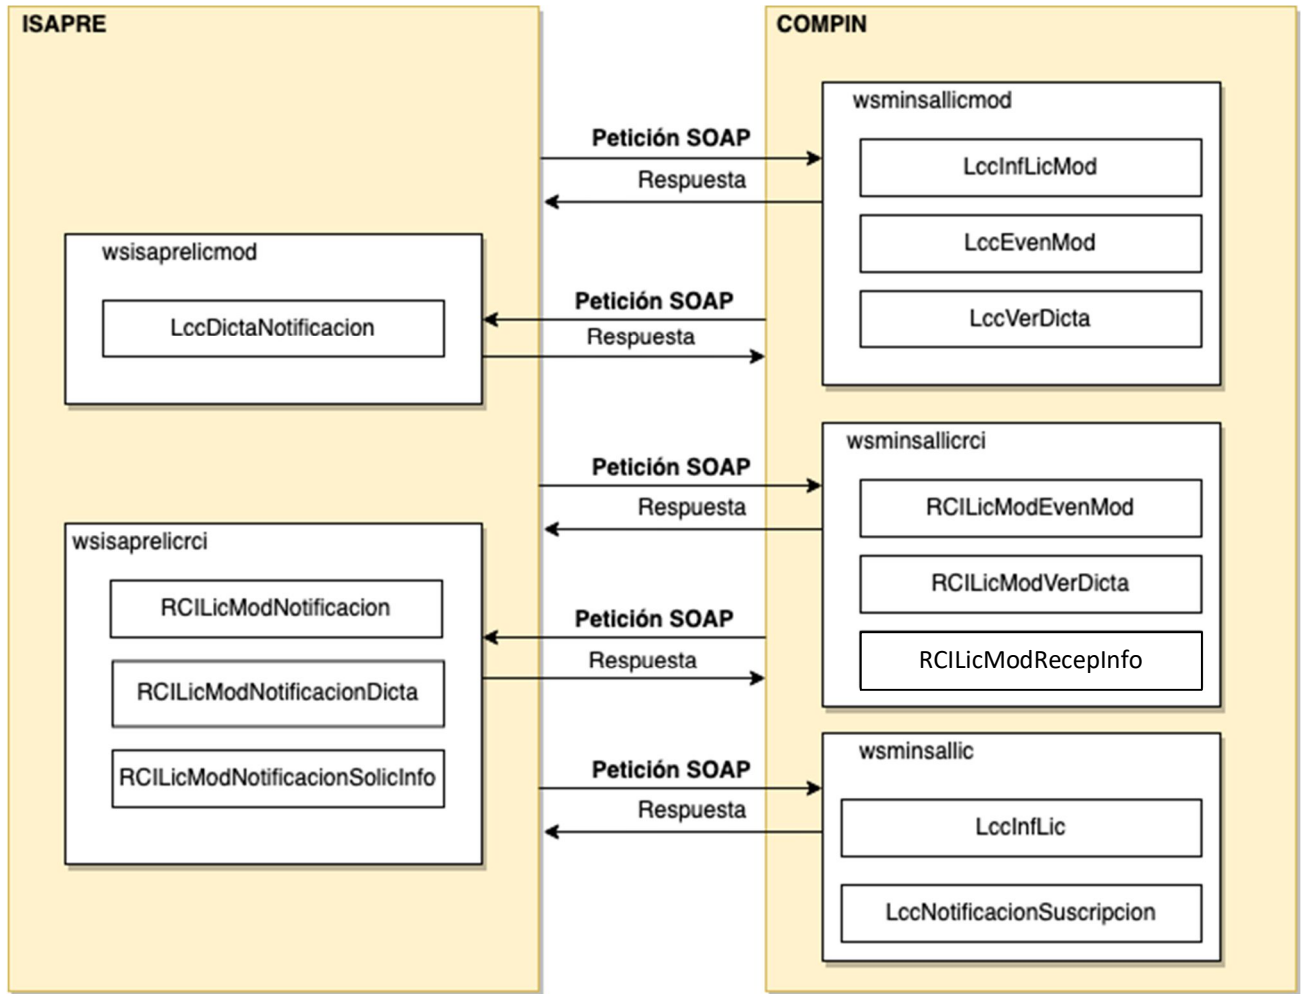 ISAPRE
COMPIN
wsminsallicmod
Petición SOAP
LccInfLicMod
Respuesta
LccEvenMod
wsisaprelicmod
Petición SOAP
LccDictaNotificacion
LccVerDicta
Respuesta
wsminsallicrci
Petición SOAP
RCILicModEvenMod
Respuesta
wsisaprelicrci
RCILicModVerDicta
RCILicModNotificacion
Petición SOAP
RCILicModRecepInfo
Respuesta
RCILicModNotificacionDicta
wsminsallic
Petición SOAP
RCILicModNotificacionSolicInfo
Respuesta
LccInfLic
LccNotificacionSuscripcion